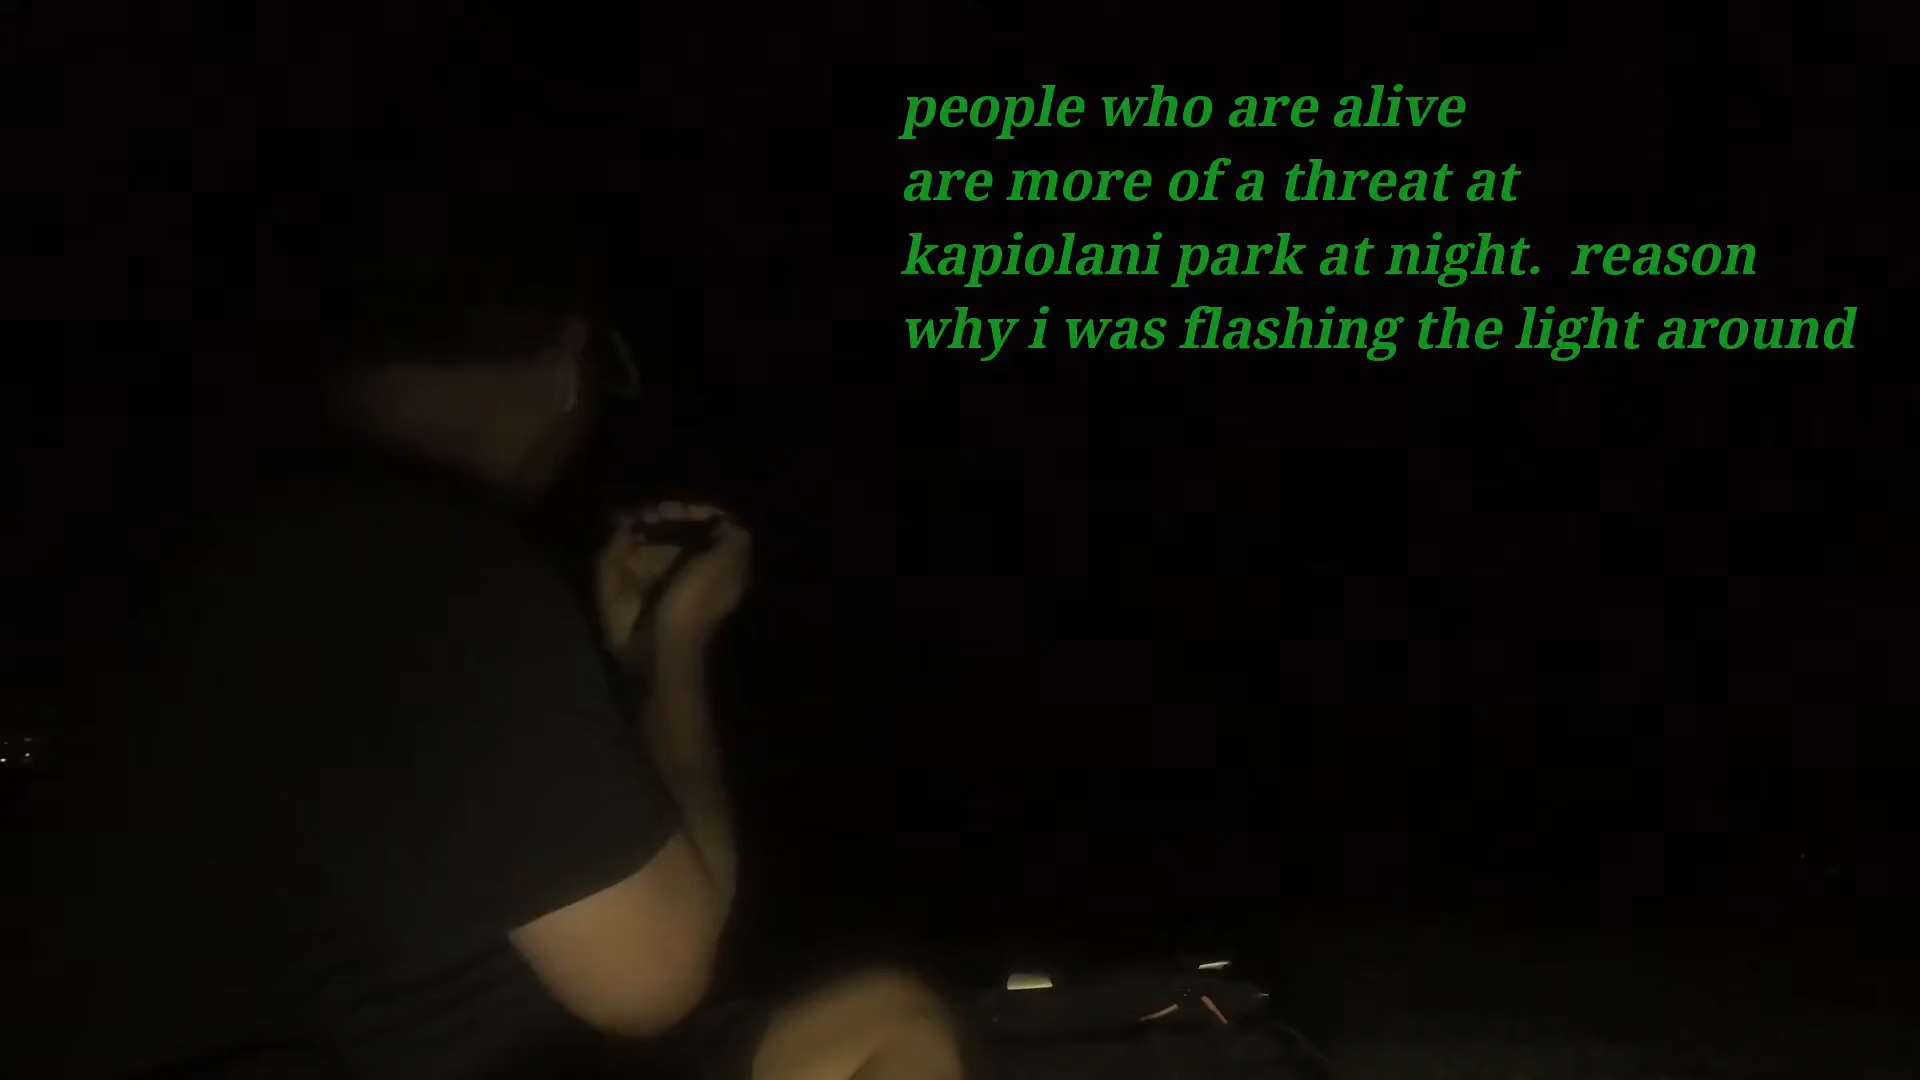 people who are alive
are more of a threat at
kapiolani park at night.  reason
why i was flashing the light around